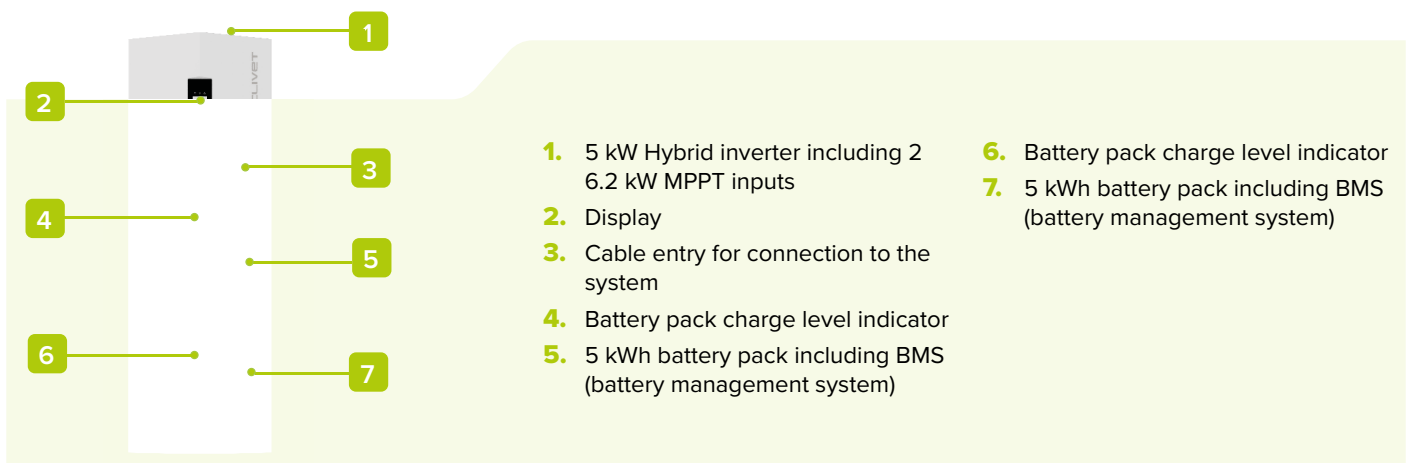 1
CLIVET
2
3
4
5
6
7
1. 5 kW Hybrid inverter including 2
6.2 kW MPPT inputs
2. Display
3. Cable entry for connection to the
system
4. Battery pack charge level indicator
5. 5 kWh battery pack including BMS
(battery management system)
6. Battery pack charge level indicator
7. 5 kWh battery pack including BMS
(battery management system)